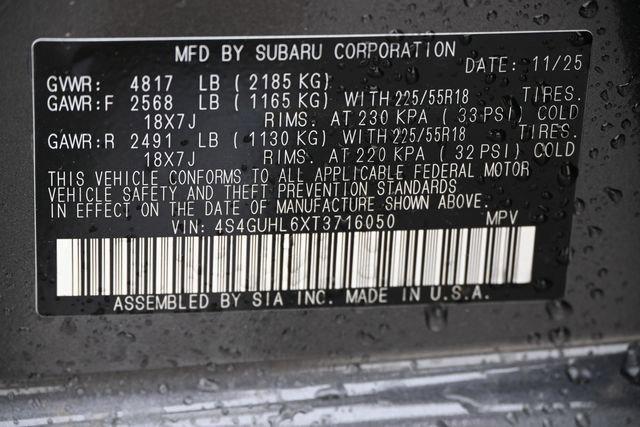 MFD BY SUBARU CORPORATION
DATE: 11/25
GVWR: 4817 LB (2185 KG)
GAWR:F 2568 LB (1165 KG) WITH 225/55R18 TIRES.
18X7J RIMS. AT 230 KPA (33 PSI) COLD
GAWR:R 2491 LB (1130 KG) WITH 225/55R18 TIRES.
18X7J RIMS. AT 220 KPA (32 PSI) COLD
THIS VEHICLE CONFORMS TO ALL APPLICABLE FEDERAL MOTOR
VEHICLE SAFETY AND THEFT PREVENTION STANDARDS
IN EFFECT ON THE DATE OF MANUFACTURE SHOWN ABOVE.
VIN: 4S4GUHL6XT3716050 MPV
ASSEMBLED BY SIA INC. MADE IN U.S.A.